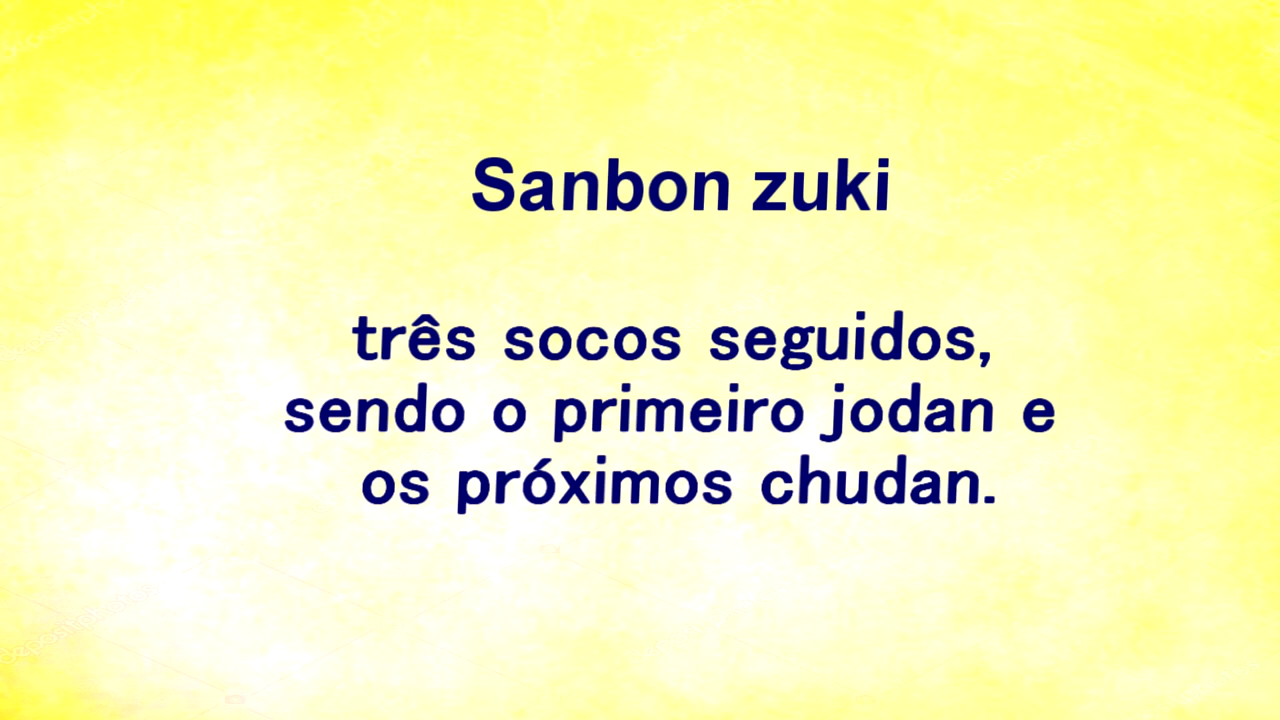 Sanbon zuki
três socos seguidos,
sendo o primeiro jodan e
os próximos chudan.